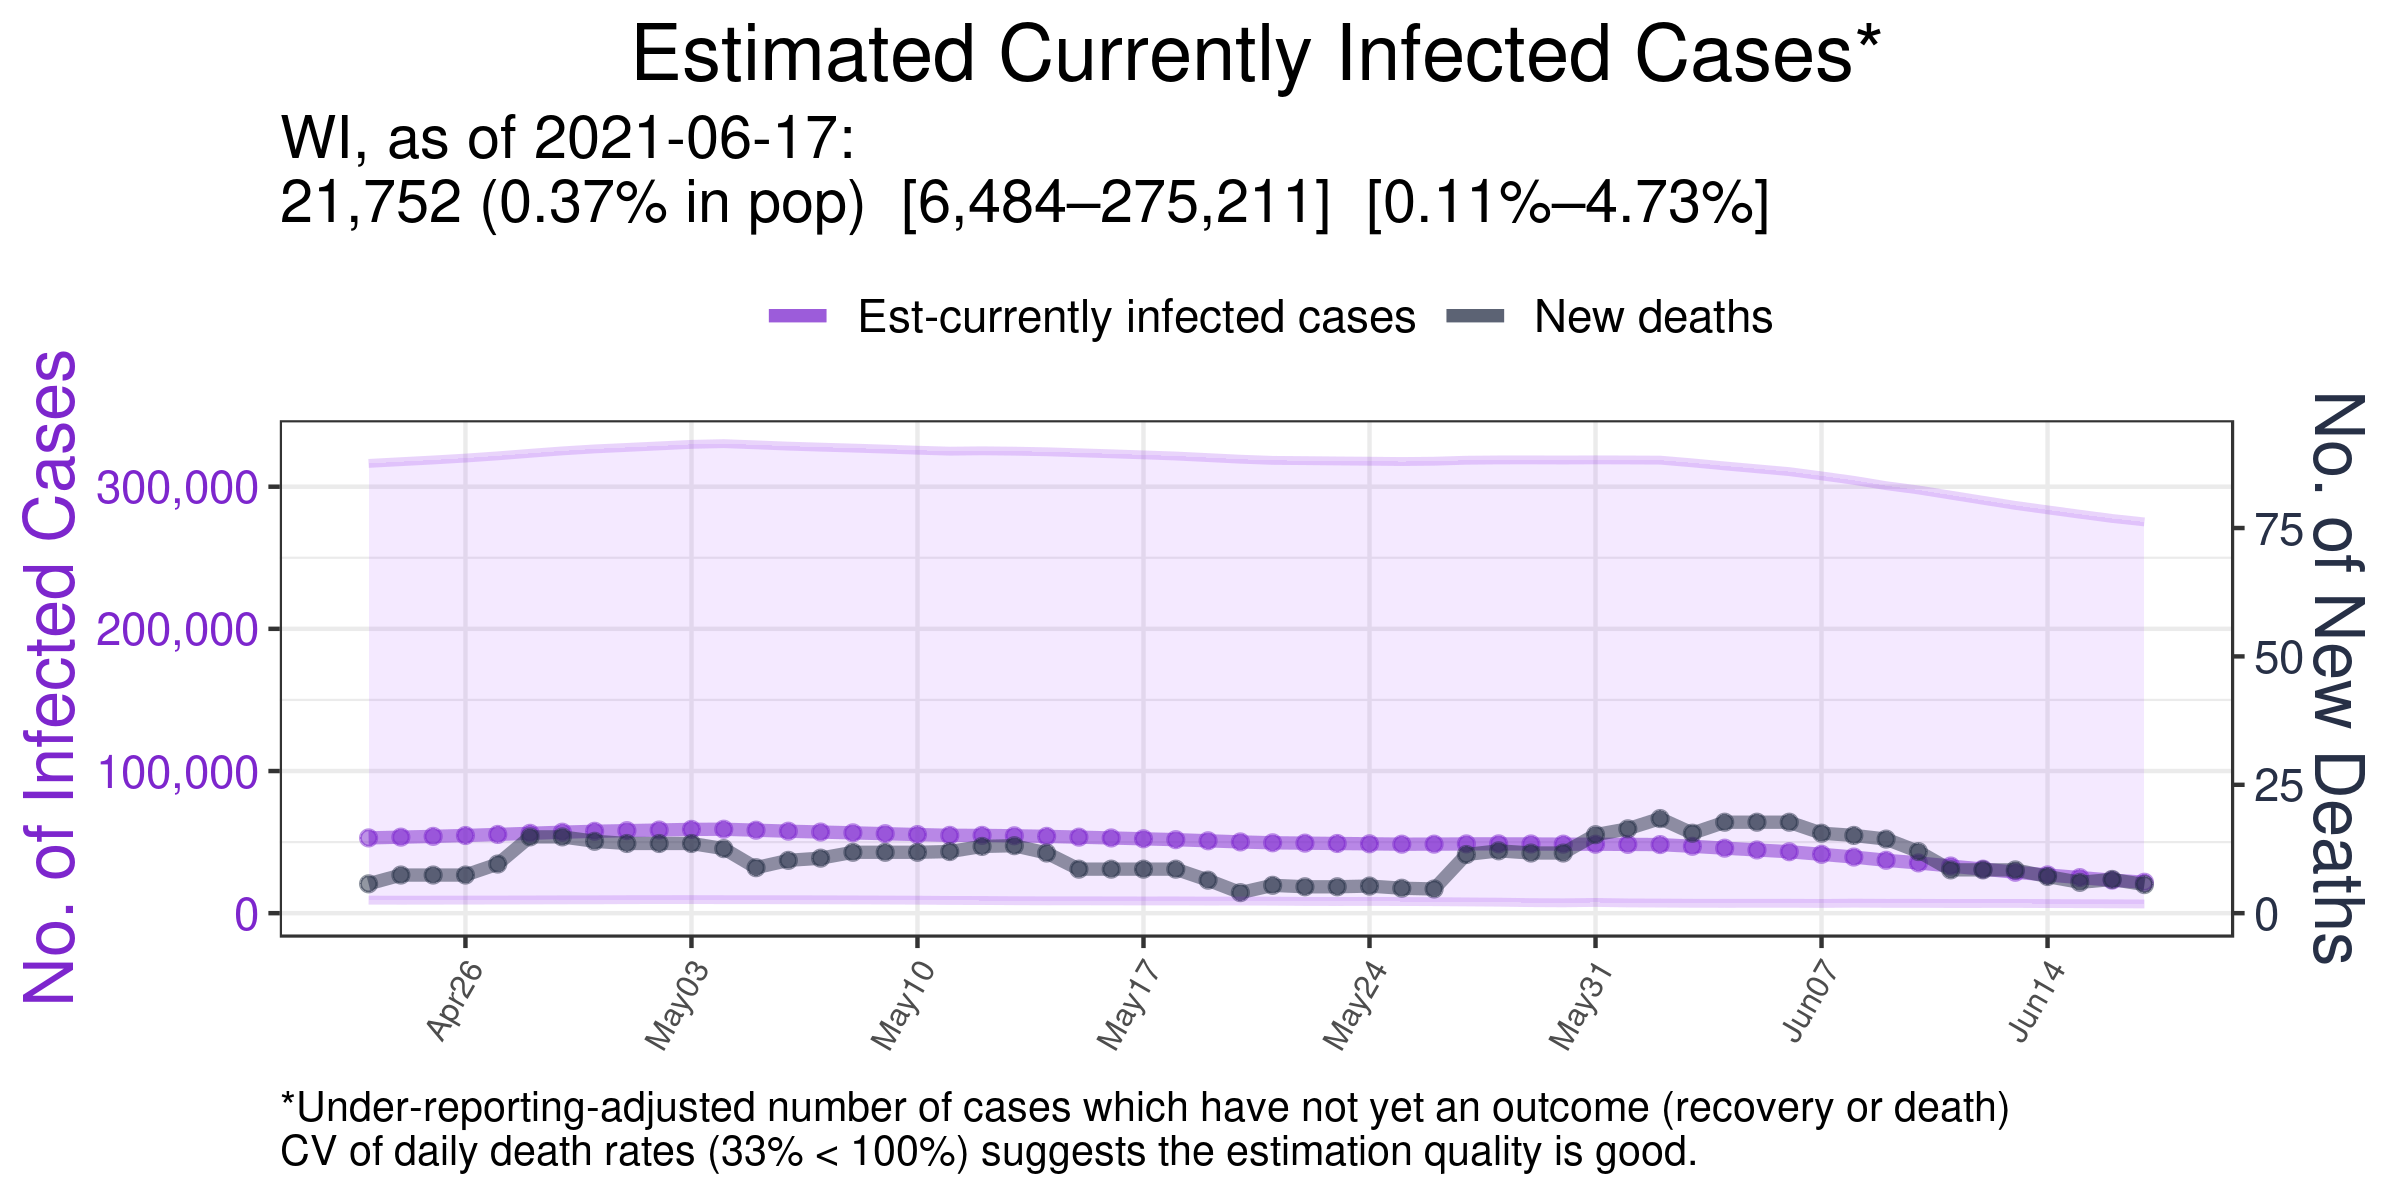 Estimated Currently Infected Cases*
WI, as of 2021-06-17:
21,752 (0.37% in pop)  [6,484–275,211]  [0.11%–4.73%]
Est-currently infected cases
New deaths
No. of Infected Cases
300,000
200,000
100,000
0
No. of New Deaths
75
50
25
0
Apr26
May03
May10
May17
May24
May31
Jun07
Jun14
*Under-reporting-adjusted number of cases which have not yet an outcome (recovery or death)
CV of daily death rates (33% < 100%) suggests the estimation quality is good.